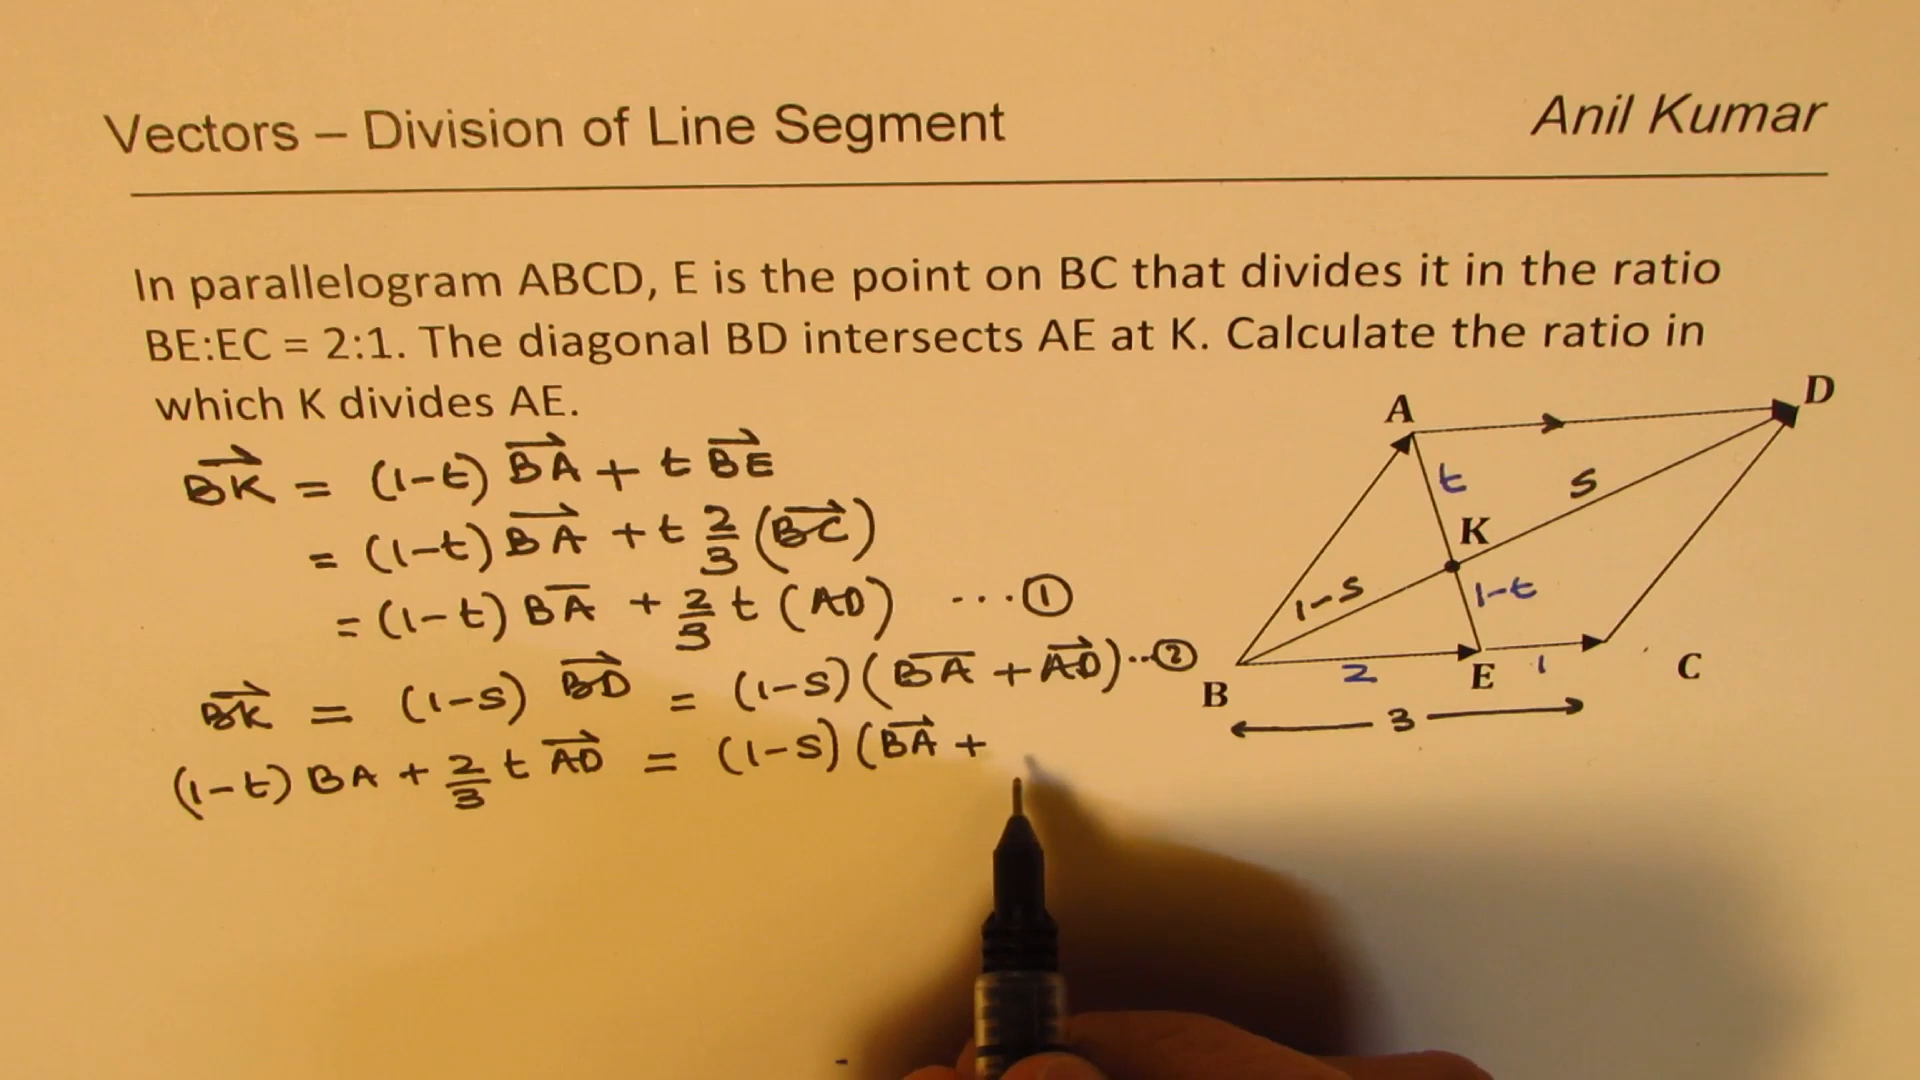 Vectors – Division of Line Segment
Anil Kumar
In parallelogram ABCD, E is the point on BC that divides it in the ratio
BE:EC = 2:1. The diagonal BD intersects AE at K. Calculate the ratio in
which K divides AE.
BK = (1-t) BA + t BE
= (1-t) BA + t 2/3 (BC)
= (1-t) BA + 2/3 t (AD) ...①
BK = (1-s) BD = (1-s) (BA + AD) ...②
(1-t) BA + 2/3 t AD = (1-s) (BA +
A
D
t
s
K
1-s
1-t
B
2
E
1
C
3